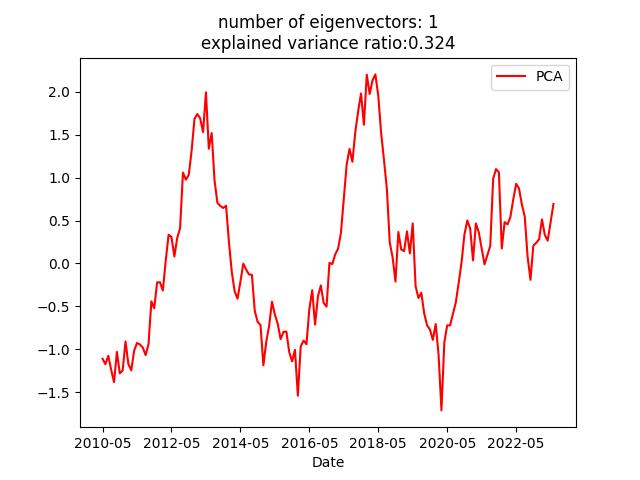 number of eigenvectors: 1
explained variance ratio:0.324
PCA
2.0
1.5
1.0
0.5
0.0
−0.5
−1.0
−1.5
2010-05 2012-05 2014-05 2016-05 2018-05 2020-05 2022-05
Date